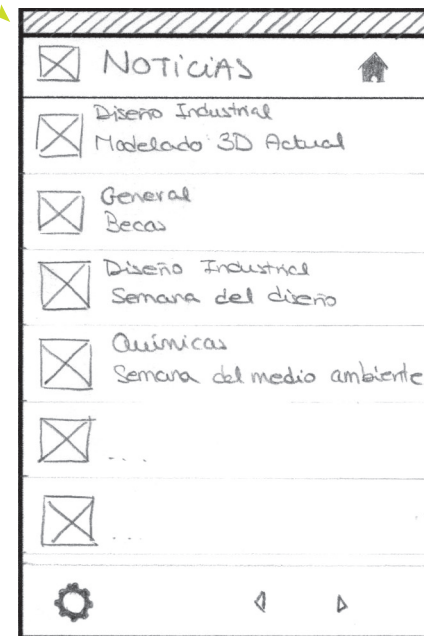 NOTICIAS
Diseño Industrial
Modelado 3D Actual
General
Becas
Diseño Industrial
Semana del diseño
Químicas
Semana del medio ambiente
...
...